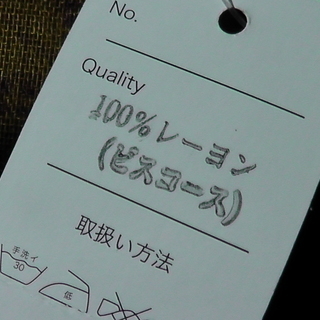 No.
Quality
100%レーヨン
(ビスコース)
取扱い方法
手洗イ
30
低